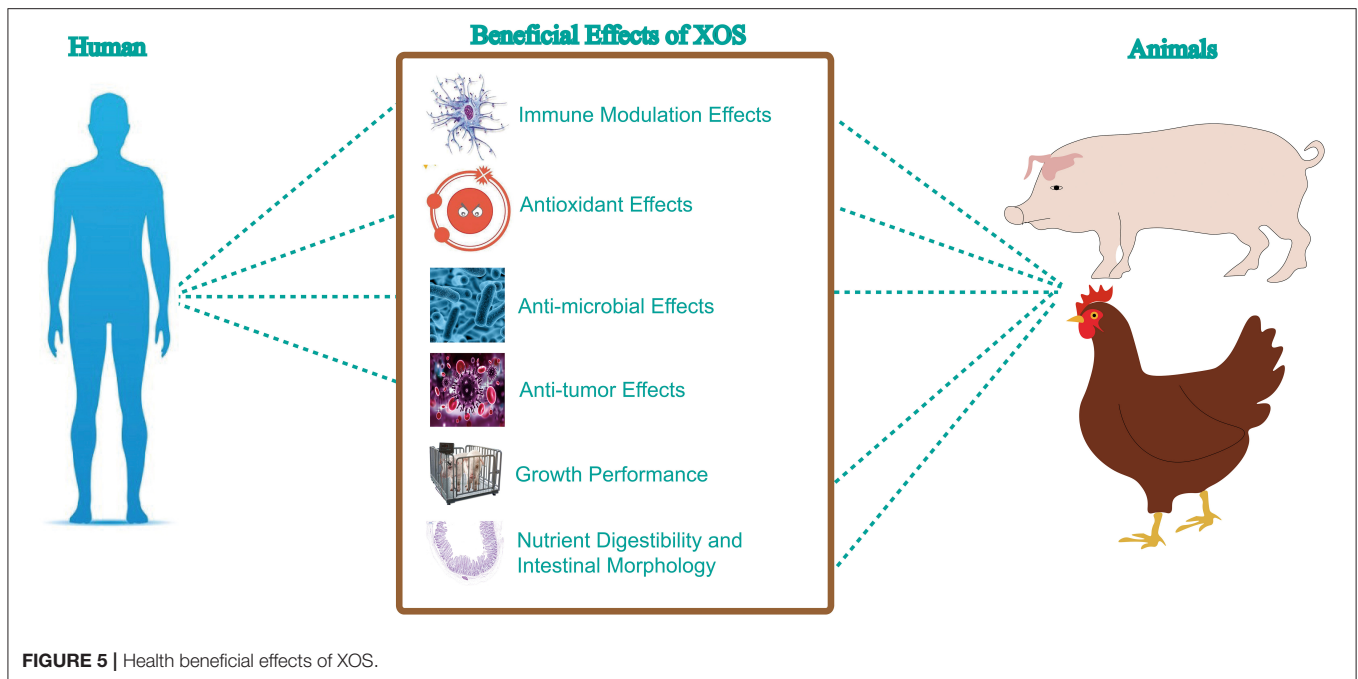 Human
Beneficial Effects of XOS
Animals
Immune Modulation Effects
Antioxidant Effects
Anti-microbial Effects
Anti-tumor Effects
Growth Performance
Nutrient Digestibility and
Intestinal Morphology
FIGURE 5 | Health beneficial effects of XOS.